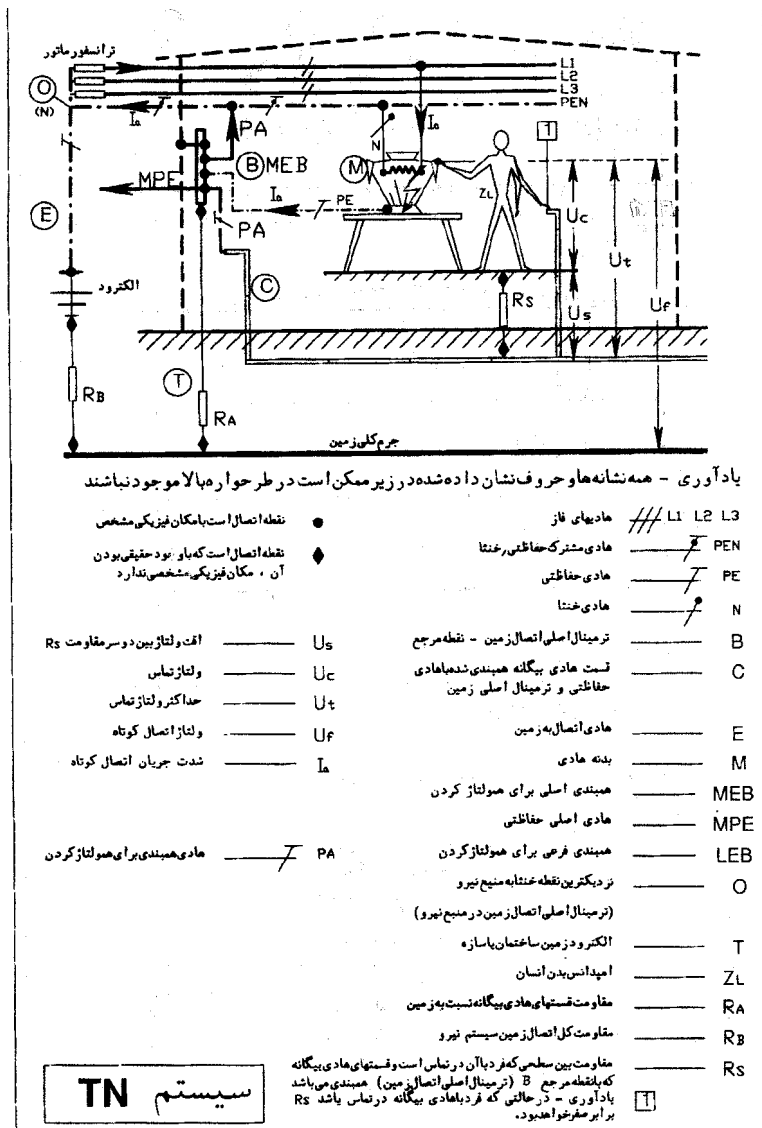 ترانسفورماتور
L1
L2
L3
PEN
O
(N)
Ia
PA
N
Ia
1
B MEB
M
MPE
Ia
PE
ZL
E
PA
Uc
Ut
الکترود
C
RS
Us
Uf
RB
T
RA
جرم کلی زمین
یادآوری - همه نشانه‌ها و حروف نشان داده شده در زیر ممکن است در طرحواره بالا موجود نباشند
L1 L2 L3 هادیهای فاز
PEN هادی مشترک حفاظتی, خنثا
PE هادی حفاظتی
N هادی خنثا
B ترمینال اصلی اتصال زمین - نقطه مرجع
C قسمت هادی بیگانه همبندی شده با هادی
حفاظتی و ترمینال اصلی زمین
E هادی اتصال به زمین
M بدنه هادی
MEB همبندی اصلی برای همولتاژ کردن
MPE هادی اصلی حفاظتی
LEB همبندی فرعی برای همولتاژ کردن
O نزدیکترین نقطه خنثا به منبع نیرو
(ترمینال اصلی اتصال زمین در منبع نیرو)
T الکترود زمین ساختمان یا سازه
ZL امپدانس بدن انسان
RA مقاومت قسمتهای هادی بیگانه نسبت به زمین
RB مقاومت کل اتصال زمین سیستم نیرو
RS مقاومت بین سطحی که فرد با آن در تماس است و قسمتهای هادی بیگانه
که با نقطه مرجع B (ترمینال اصلی اتصال زمین) همبندی می‌باشد
1 یادآوری - در حالتی که فرد با هادی بیگانه در تماس باشد RS
برابر صفر خواهد بود.
نقطه اتصال است با مکان فیزیکی مشخص
نقطه اتصال است که با وجود حقیقی بودن
آن ، مکان فیزیکی مشخصی ندارد
Us افت ولتاژ بین دو سر مقاومت RS
Uc ولتاژ تماس
Ut حداکثر ولتاژ تماس
Uf ولتاژ اتصال کوتاه
Ia شدت جریان اتصال کوتاه
PA هادی همبندی برای همولتاژ کردن
سیستم TN